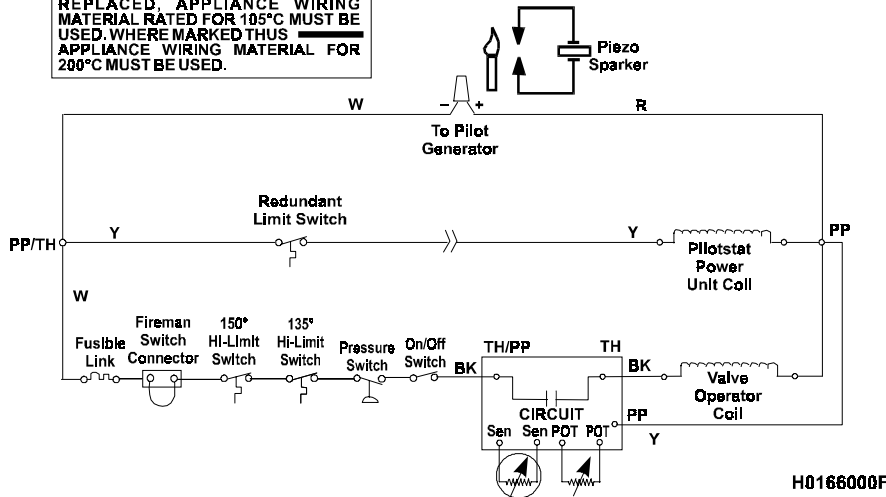 REPLACED, APPLIANCE WIRING
MATERIAL RATED FOR 105°C MUST BE
USED. WHERE MARKED THUS
APPLIANCE WIRING MATERIAL FOR
200°C MUST BE USED.
Piezo
Sparker
W
– +
R
To Pilot
Generator
Redundant
Limit Switch
PP/TH
Y
Y
PP
Pilotstat
Power
Unit Coil
W
Fusible
Link
Fireman
Switch
Connector
150°
Hi-Limit
Switch
135°
Hi-Limit
Switch
Pressure
Switch
On/Off
Switch
BK
TH/PP
TH
BK
Valve
Operator
Coil
CIRCUIT
PP
Sen Sen POT POT
Y
H0166000F